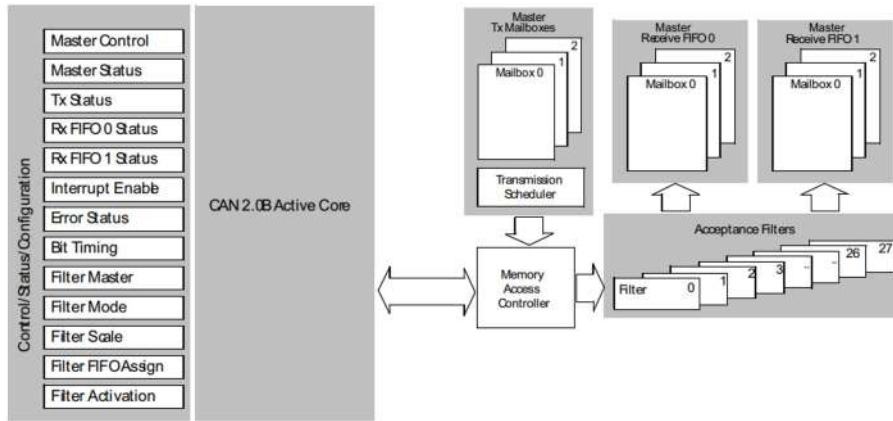 Control/Status/Configuration
Master Control
Master Status
Tx Status
Rx FIFO 0 Status
Rx FIFO 1 Status
Interrupt Enable
Error Status
Bit Timing
Filter Master
Filter Mode
Filter Scale
Filter FIFO Assign
Filter Activation
CAN 2.0B Active Core
Master
Tx Mailboxes
2
1
Mailbox 0
Transmission
Scheduler
Memory
Access
Controller
Master
Receive FIFO 0
2
1
Mailbox 0
Master
Receive FIFO 1
2
1
Mailbox 0
Acceptance Filters
Filter 0 1 2 3 .. .. 26 27